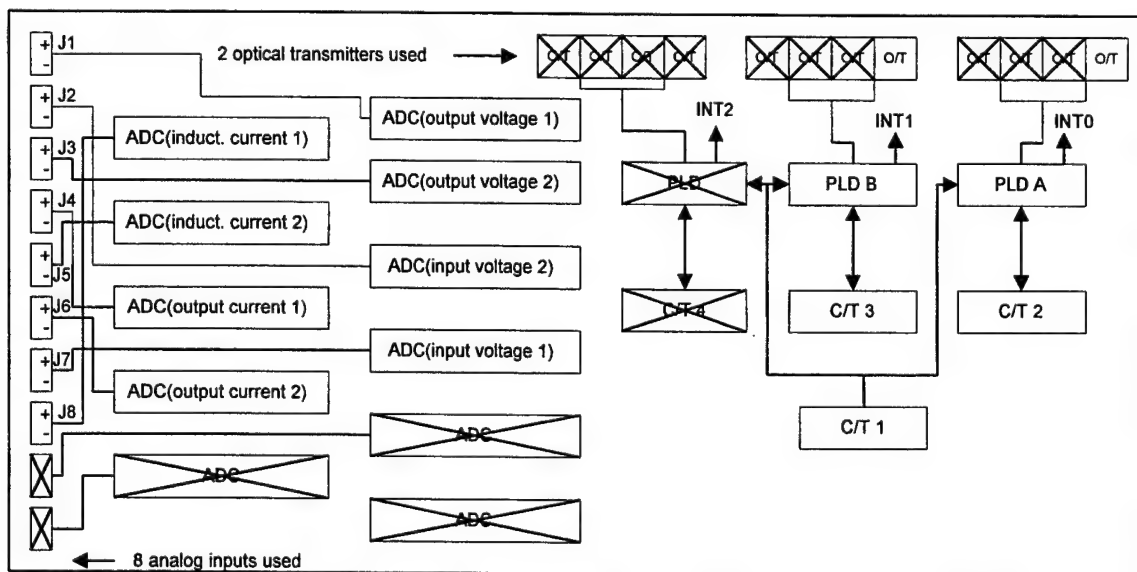 J1
+
-
2 optical transmitters used
O/T O/T O/T O/T
O/T O/T O/T O/T
O/T O/T O/T O/T
J2
+
-
ADC(output voltage 1)
INT2
INT1
INT0
ADC(induct. current 1)
J3
+
-
ADC(output voltage 2)
PLD
PLD B
PLD A
J4
+
-
ADC(induct. current 2)
J5
+
-
ADC(input voltage 2)
J6
+
-
ADC(output current 1)
C/T 4
C/T 3
C/T 2
J7
+
-
ADC(input voltage 1)
ADC(output current 2)
J8
+
-
C/T 1
ADC
ADC
ADC
8 analog inputs used